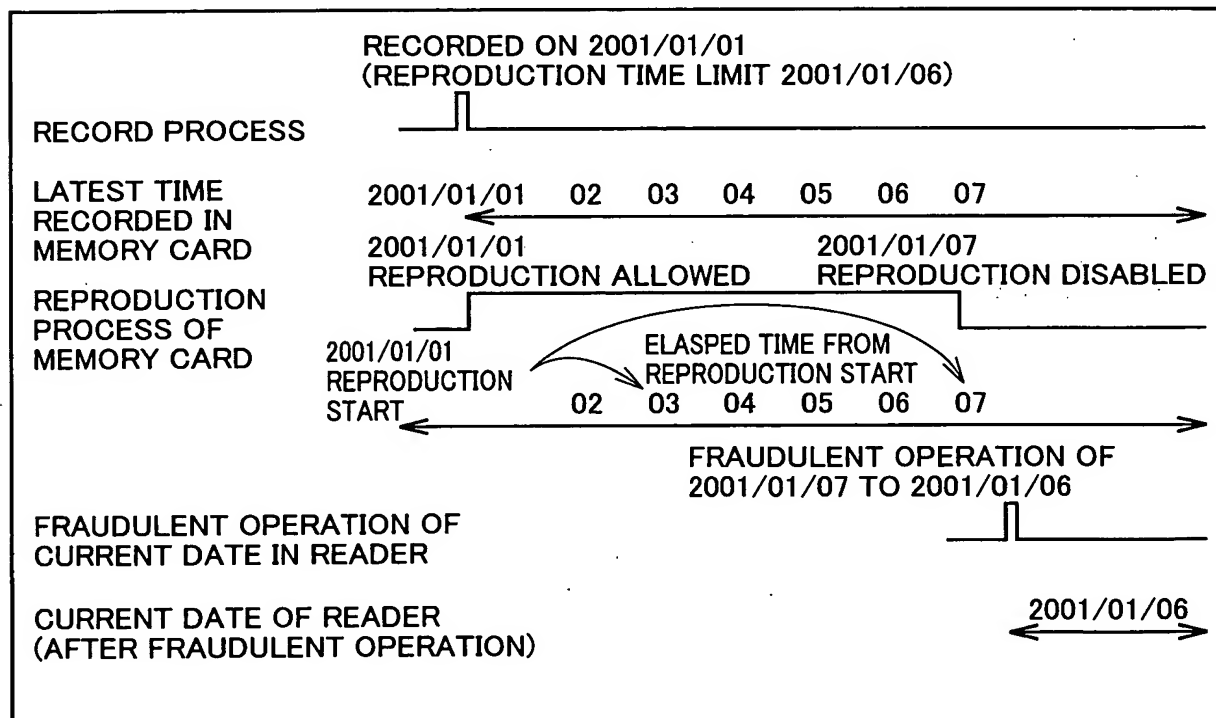 RECORDED ON 2001/01/01
(REPRODUCTION TIME LIMIT 2001/01/06)
RECORD PROCESS
LATEST TIME
RECORDED IN
MEMORY CARD
2001/01/01 02 03 04 05 06 07
2001/01/01
REPRODUCTION ALLOWED
2001/01/07
REPRODUCTION DISABLED
REPRODUCTION
PROCESS OF
MEMORY CARD
2001/01/01
REPRODUCTION
START
ELASPED TIME FROM
REPRODUCTION START
02 03 04 05 06 07
FRAUDULENT OPERATION OF
2001/01/07 TO 2001/01/06
FRAUDULENT OPERATION OF
CURRENT DATE IN READER
CURRENT DATE OF READER
(AFTER FRAUDULENT OPERATION)
2001/01/06